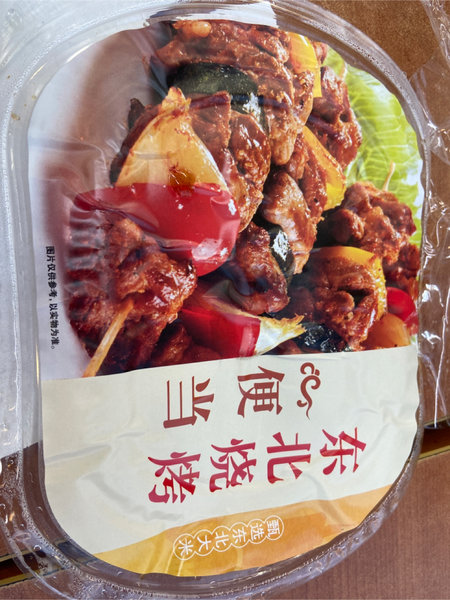 东北烧烤
便当
甄选东北大米
图片仅供参考，以实物为准。